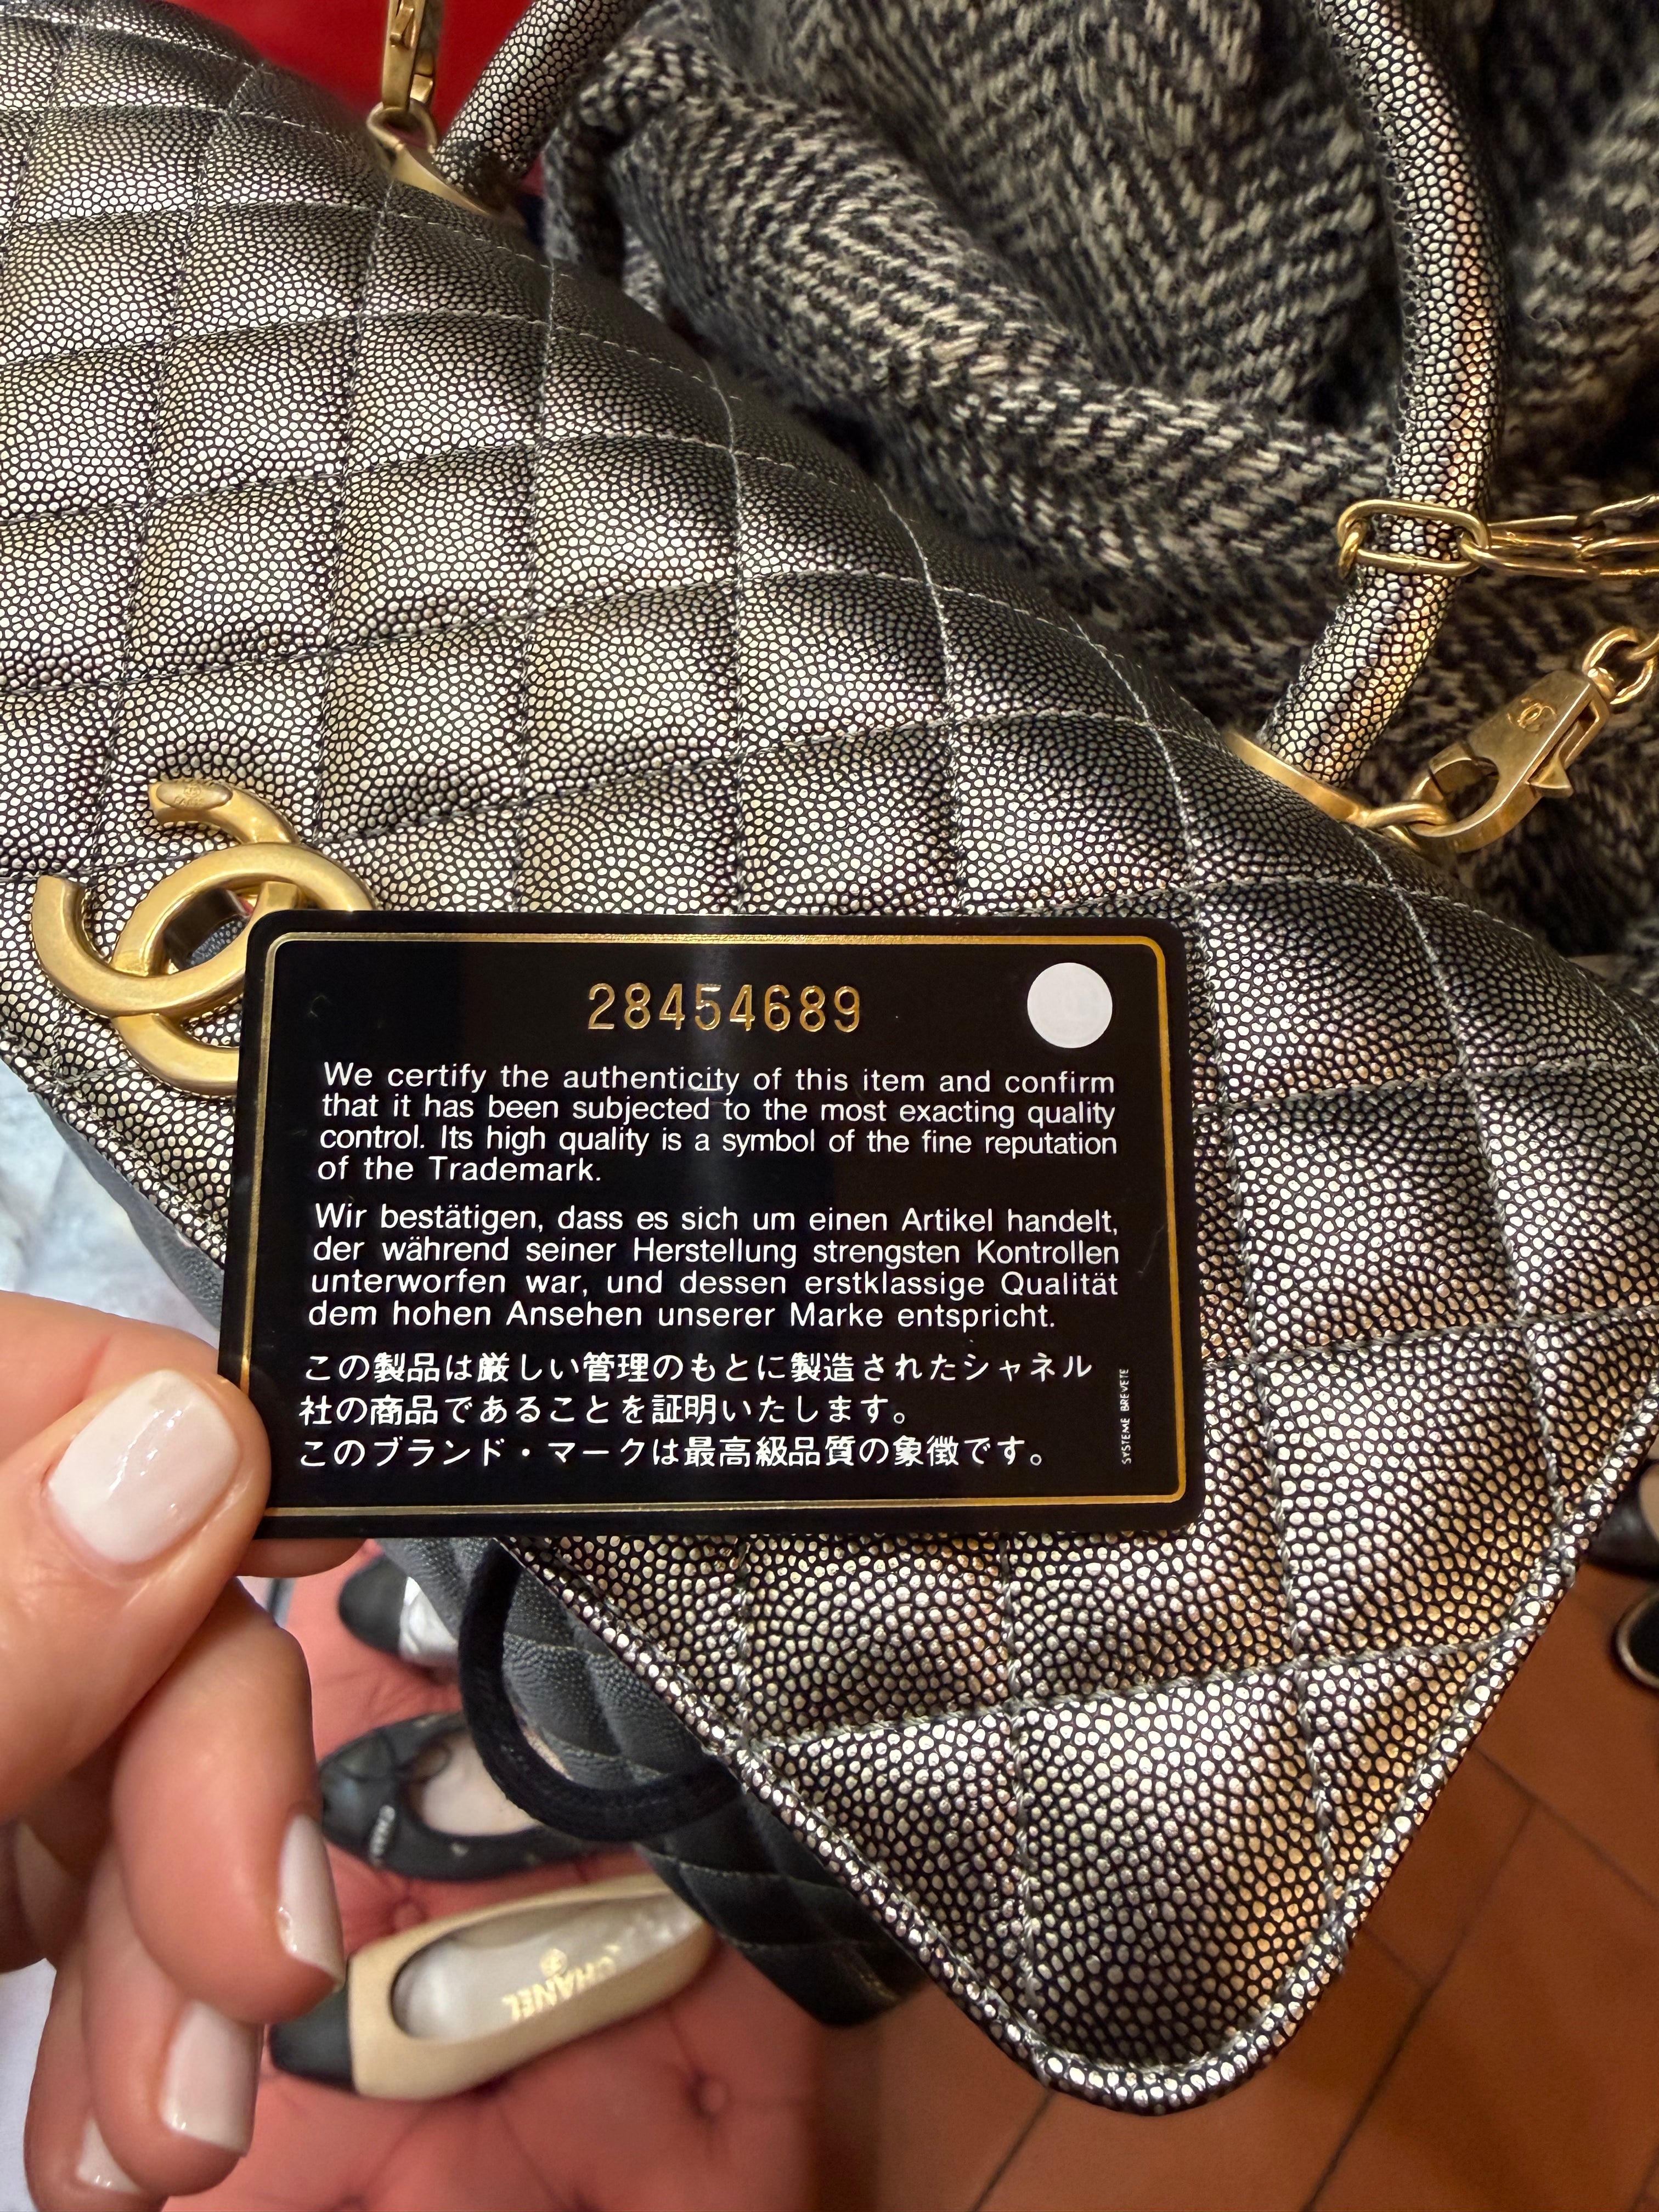 28454689
We certify the authenticity of this item and confirm
that it has been subjected to the most exacting quality
control. Its high quality is a symbol of the fine reputation
of the Trademark.
Wir bestätigen, dass es sich um einen Artikel handelt,
der während seiner Herstellung strengsten Kontrollen
unterworfen war, und dessen erstklassige Qualität
dem hohen Ansehen unserer Marke entspricht.
この製品は厳しい管理のもとに製造されたシャネル
社の商品であることを証明いたします。
このブランド・マークは最高級品質の象徴です。
SYSTEME BREVETE
CHANEL